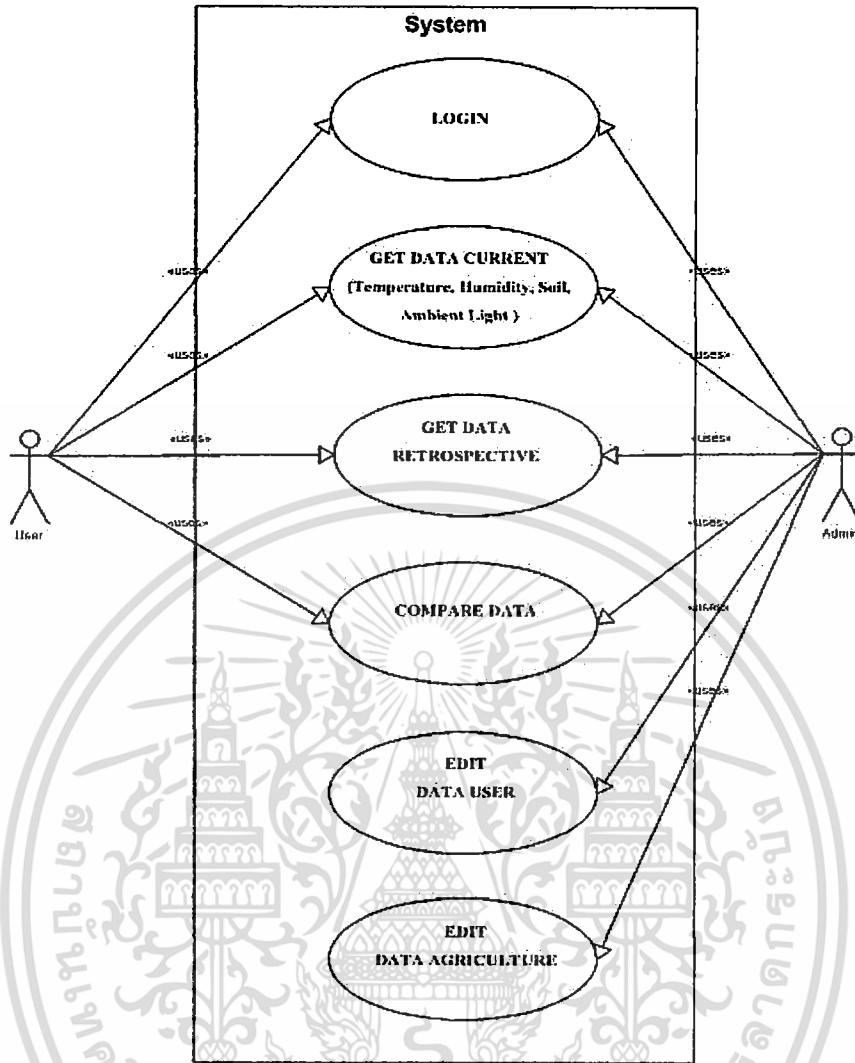 System
LOGIN
«uses»
«uses»
GET DATA CURRENT
(Temperature, Humidity, Soil,
Ambient Light )
«uses»
«uses»
GET DATA
RETROSPECTIVE
«uses»
«uses»
User
Admin
«uses»
«uses»
COMPARE DATA
«uses»
«uses»
EDIT
DATA USER
EDIT
DATA AGRICULTURE